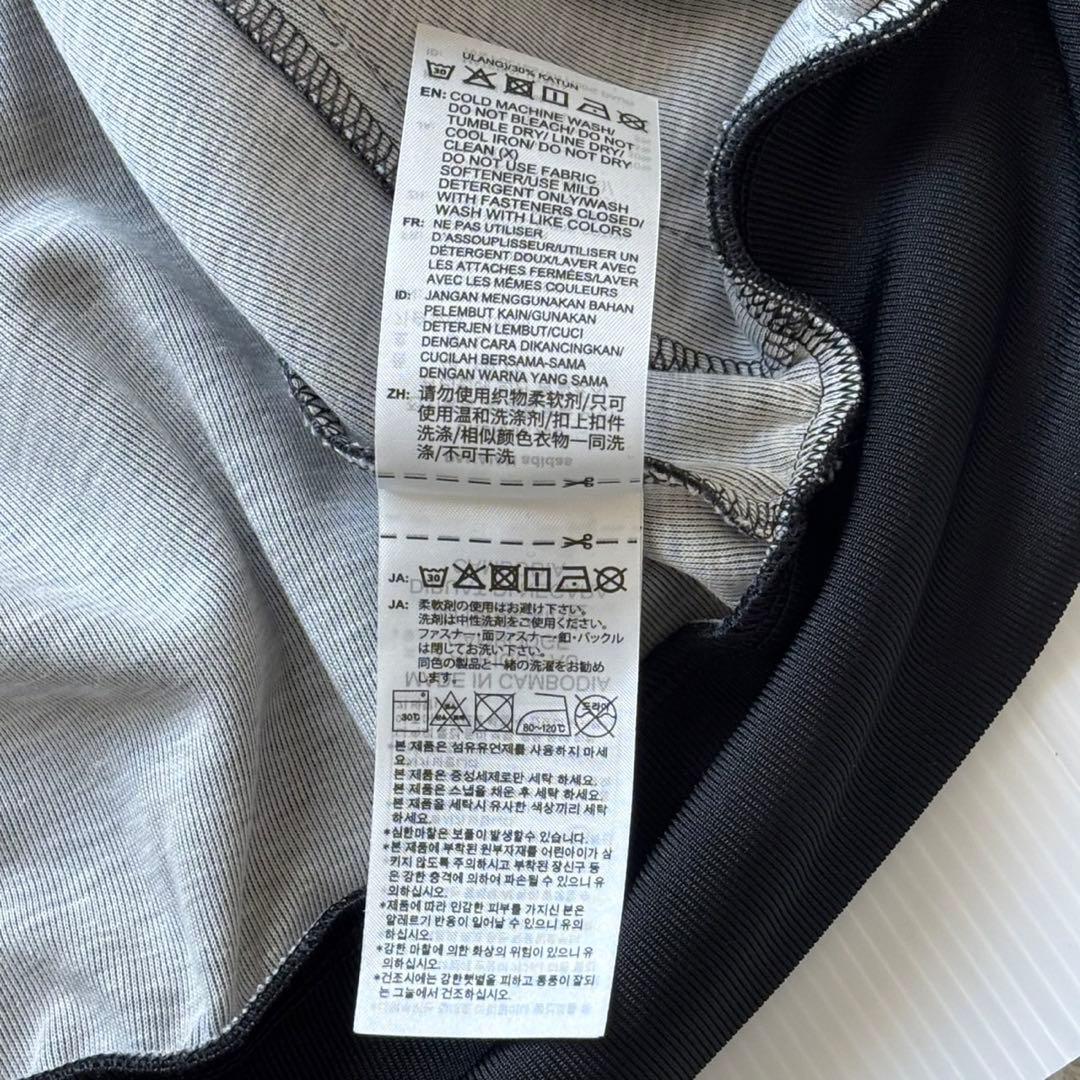 ULANG)/30% KATUN
30
EN: COLD MACHINE WASH/
DO NOT BLEACH/ DO NOT
TUMBLE DRY/ LINE DRY/
COOL IRON/ DO NOT DRY
CLEAN (X)
DO NOT USE FABRIC
SOFTENER/USE MILD
DETERGENT ONLY/WASH
WITH FASTENERS CLOSED/
WASH WITH LIKE COLORS
FR: NE PAS UTILISER
D'ASSOUPLISSEUR/UTILISER UN
DÉTERGENT DOUX/LAVER AVEC
LES ATTACHES FERMÉES/LAVER
AVEC LES MÊMES COULEURS
ID: JANGAN MENGGUNAKAN BAHAN
PELEMBUT KAIN/GUNAKAN
DETERJEN LEMBUT/CUCI
DENGAN CARA DIKANCINGKAN/
CUCILAH BERSAMA-SAMA
DENGAN WARNA YANG SAMA
ZH: 请勿使用织物柔软剂/只可
使用温和洗涤剂/扣上扣件
洗涤/相似颜色衣物一同洗
涤/不可干洗
JA: 30
JA: 柔軟剤の使用はお避け下さい。
洗剤は中性洗剤をご使用ください。
ファスナー・面ファスナー・釦・バックル
は閉じてお洗い下さい。
同色の製品と一緒の洗濯をお勧め
します。
30℃ 80~120℃ 드라이
본 제품은 섬유유연제를 사용하지 마세
요.
본 제품은 중성세제로만 세탁 하세요.
본 제품은 스냅을 채운 후 세탁 하세요.
본 제품을 세탁시 유사한 색상끼리 세탁
하세요.
*심한마찰은 보풀이 발생할수 있습니다.
*본 제품에 부착된 원부자재를 어린아이가 삼
키지 않도록 주의하시고 부착된 장신구 등
은 강한 충격에 의하여 파손될 수 있으니 유
의하십시오.
*제품에 따라 민감한 피부를 가지신 분은
알레르기 반응이 일어날 수 있으니 유의
하십시오.
*강한 마찰에 의한 화상의 위험이 있으니 유
의하십시오.
*건조시에는 강한햇볕을 피하고 통풍이 잘되
는 그늘에서 건조하십시오.